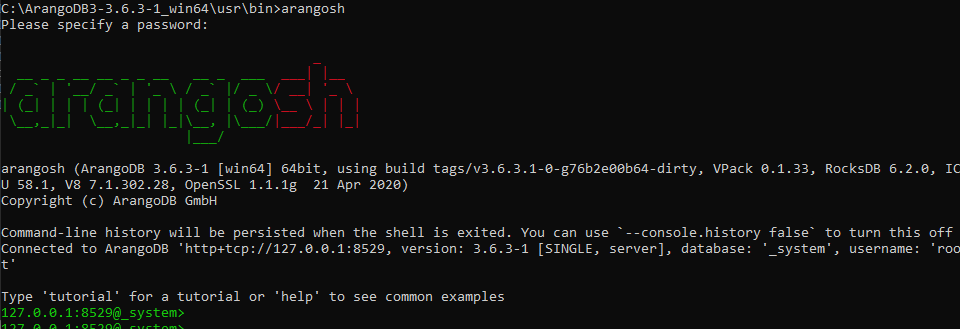 C:\ArangoDB3-3.6.3-1_win64\usr\bin>arangosh
Please specify a password:
arangosh
arangosh (ArangoDB 3.6.3-1 [win64] 64bit, using build tags/v3.6.3.1-0-g76b2e00b64-dirty, VPack 0.1.33, RocksDB 6.2.0, IC
U 58.1, V8 7.1.302.28, OpenSSL 1.1.1g  21 Apr 2020)
Copyright (c) ArangoDB GmbH
Command-line history will be persisted when the shell is exited. You can use `--console.history false` to turn this off
Connected to ArangoDB 'http+tcp://127.0.0.1:8529, version: 3.6.3-1 [SINGLE, server], database: '_system', username: 'roo
t'
Type 'tutorial' for a tutorial or 'help' to see common examples
127.0.0.1:8529@_system>
127.0.0.1:8529@_system>